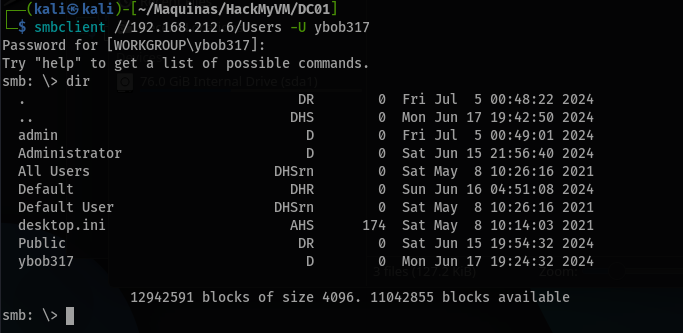 ┌──(kali㉿kali)-[~/Maquinas/HackMyVM/DC01]
└─$ smbclient //192.168.212.6/Users -U ybob317
Password for [WORKGROUP\ybob317]:
Try "help" to get a list of possible commands.
smb: \> dir
  .                                  DR        0  Fri Jul  5 00:48:22 2024
  ..                                DHS        0  Mon Jun 17 19:42:50 2024
  admin                               D        0  Fri Jul  5 00:49:01 2024
  Administrator                       D        0  Sat Jun 15 21:56:40 2024
  All Users                       DHSrn        0  Sat May  8 10:26:16 2021
  Default                           DHR        0  Sun Jun 16 04:51:08 2024
  Default User                    DHSrn        0  Sat May  8 10:26:16 2021
  desktop.ini                       AHS      174  Sat May  8 10:14:03 2021
  Public                             DR        0  Sat Jun 15 19:54:32 2024
  ybob317                             D        0  Mon Jun 17 19:24:32 2024
                12942591 blocks of size 4096. 11042855 blocks available
smb: \>